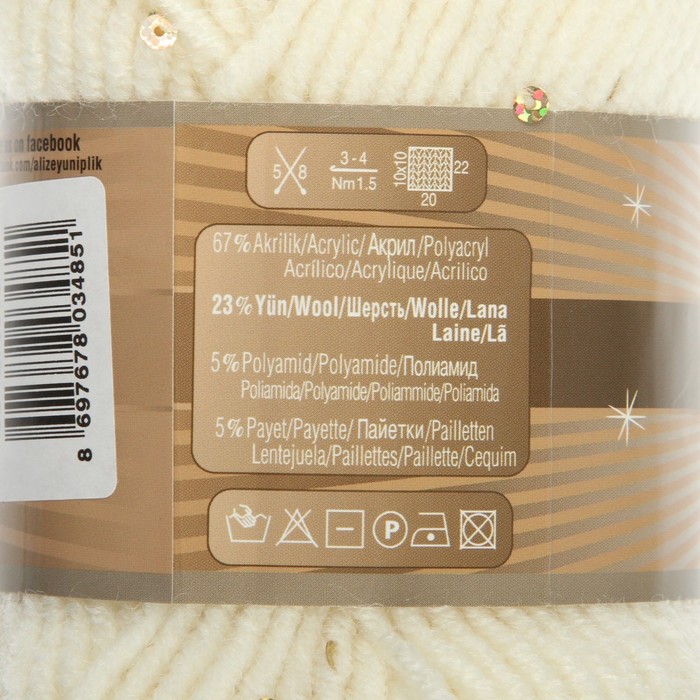 on facebook
.com/alizeyuniplik
8 697678 034851
5 8
3-4
Nm1.5
10x10
22
20
67% Akrilik/Acrylic/Акрил/Polyacryl
Acrílico/Acrylique/Acrilico
23% Yün/Wool/Шерсть/Wolle/Lana
Laine/Lã
5% Polyamid/Polyamide/Полиамид
Poliamida/Polyamide/Poliammide/Poliamida
5% Payet/Payette/ Пайетки/Pailletten
Lentejuela/Paillettes/Paillette/Cequim
P